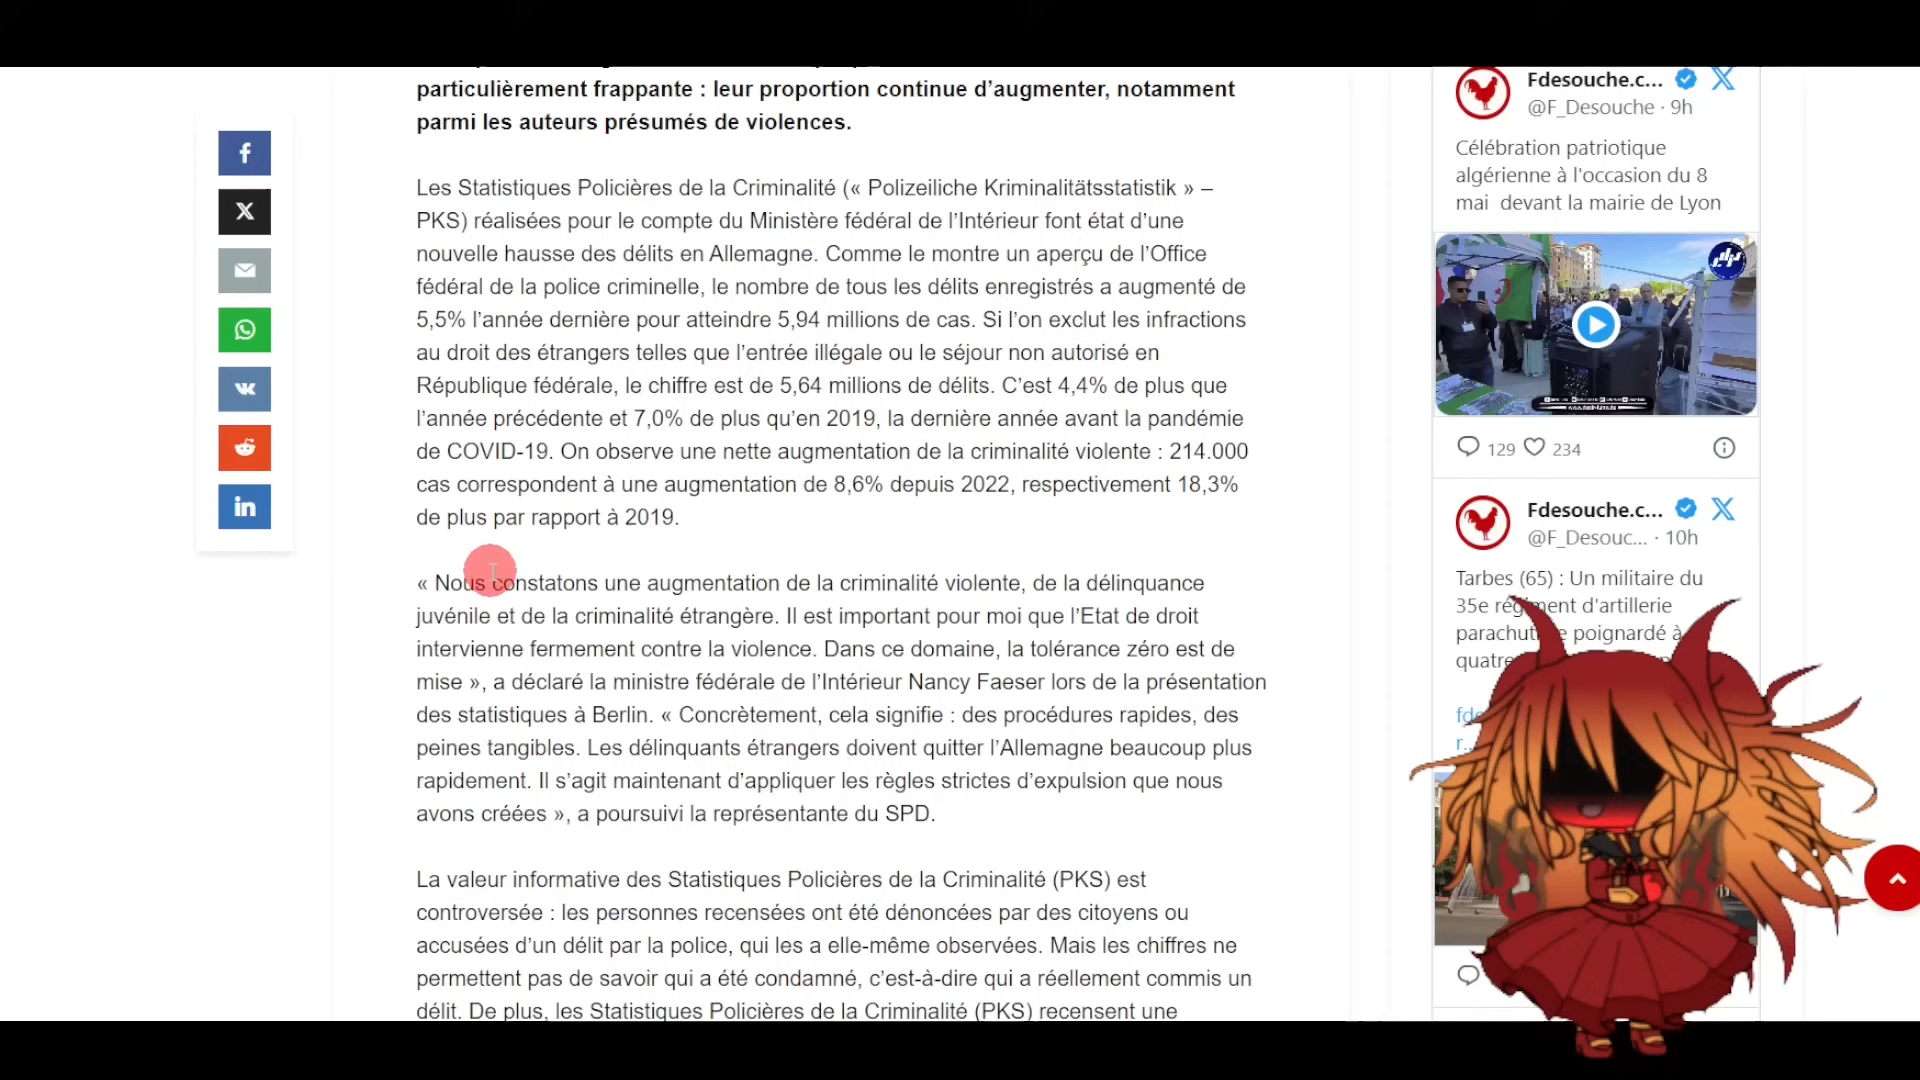 particulièrement frappante : leur proportion continue d’augmenter, notamment
parmi les auteurs présumés de violences.
Les Statistiques Policières de la Criminalité (« Polizeiliche Kriminalitätsstatistik » –
PKS) réalisées pour le compte du Ministère fédéral de l’Intérieur font état d’une
nouvelle hausse des délits en Allemagne. Comme le montre un aperçu de l’Office
fédéral de la police criminelle, le nombre de tous les délits enregistrés a augmenté de
5,5% l’année dernière pour atteindre 5,94 millions de cas. Si l’on exclut les infractions
au droit des étrangers telles que l’entrée illégale ou le séjour non autorisé en
République fédérale, le chiffre est de 5,64 millions de délits. C’est 4,4% de plus que
l’année précédente et 7,0% de plus qu’en 2019, la dernière année avant la pandémie
de COVID-19. On observe une nette augmentation de la criminalité violente : 214.000
cas correspondent à une augmentation de 8,6% depuis 2022, respectivement 18,3%
de plus par rapport à 2019.
« Nous constatons une augmentation de la criminalité violente, de la délinquance
juvénile et de la criminalité étrangère. Il est important pour moi que l’Etat de droit
intervienne fermement contre la violence. Dans ce domaine, la tolérance zéro est de
mise », a déclaré la ministre fédérale de l’Intérieur Nancy Faeser lors de la présentation
des statistiques à Berlin. « Concrètement, cela signifie : des procédures rapides, des
peines tangibles. Les délinquants étrangers doivent quitter l’Allemagne beaucoup plus
rapidement. Il s’agit maintenant d’appliquer les règles strictes d’expulsion que nous
avons créées », a poursuivi la représentante du SPD.
La valeur informative des Statistiques Policières de la Criminalité (PKS) est
controversée : les personnes recensées ont été dénoncées par des citoyens ou
accusées d’un délit par la police, qui les a elle-même observées. Mais les chiffres ne
permettent pas de savoir qui a été condamné, c’est-à-dire qui a réellement commis un
délit. De plus, les Statistiques Policières de la Criminalité (PKS) recensent une
Fdesouche.c...
@F_Desouche · 9h
Célébration patriotique
algérienne à l'occasion du 8
mai devant la mairie de Lyon
129 234
Fdesouche.c...
@F_Desouc... · 10h
Tarbes (65) : Un militaire du
35e régiment d'artillerie
poignardé à
quatre